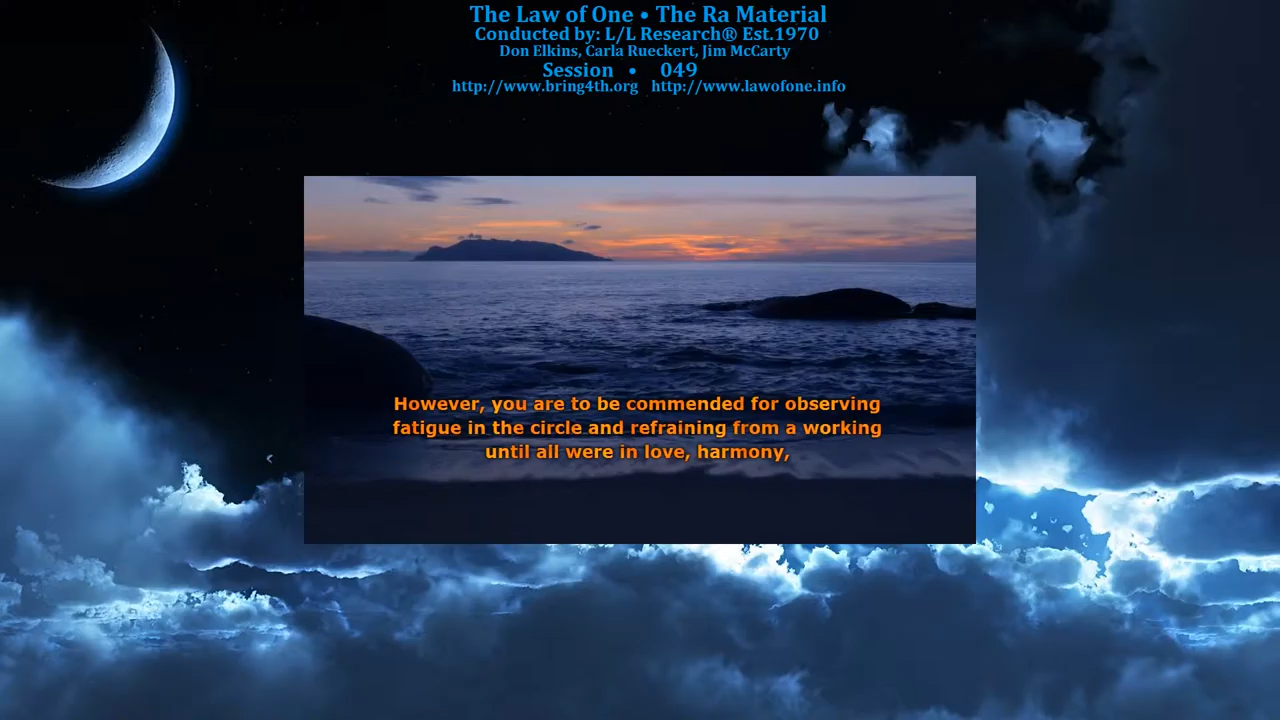 The Law of One • The Ra Material
Conducted by: L/L Research® Est.1970
Don Elkins, Carla Rueckert, Jim McCarty
Session • 049
http://www.bring4th.org http://www.lawofone.info
However, you are to be commended for observing
fatigue in the circle and refraining from a working
until all were in love, harmony,